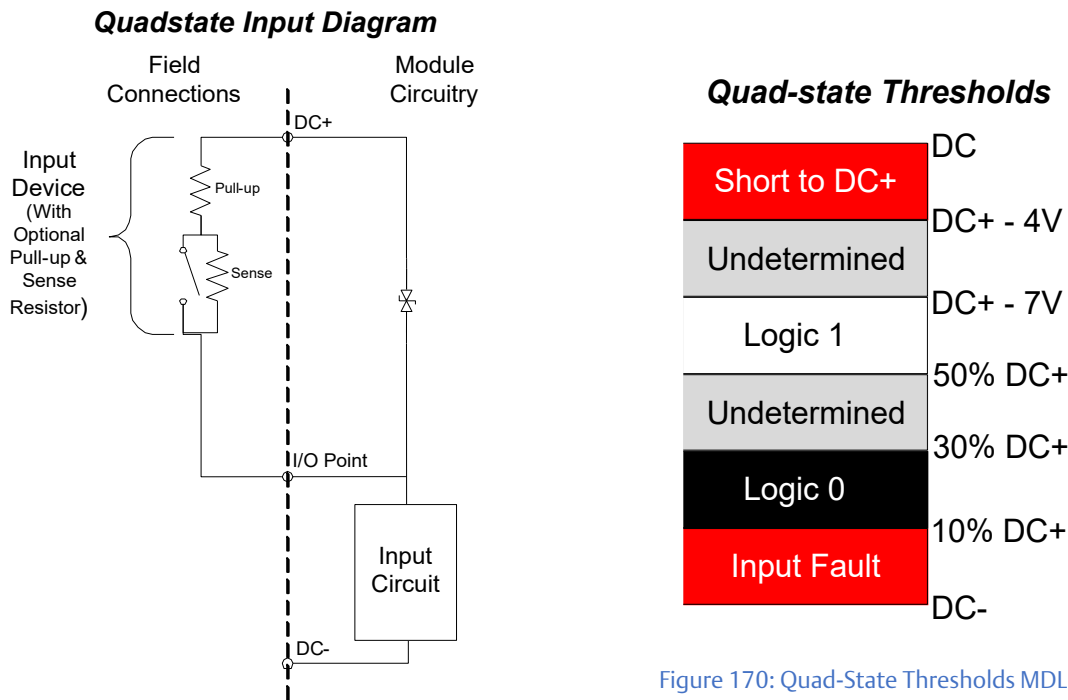 Quadstate Input Diagram
Field
Connections
Module
Circuitry
DC+
Input
Device
(With
Optional
Pull-up &
Sense
Resistor)
Pull-up
Sense
I/O Point
Input
Circuit
DC-
Quad-state Thresholds
DC
Short to DC+
DC+ - 4V
Undetermined
DC+ - 7V
Logic 1
50% DC+
Undetermined
30% DC+
Logic 0
10% DC+
Input Fault
DC-
Figure 170: Quad-State Thresholds MDL